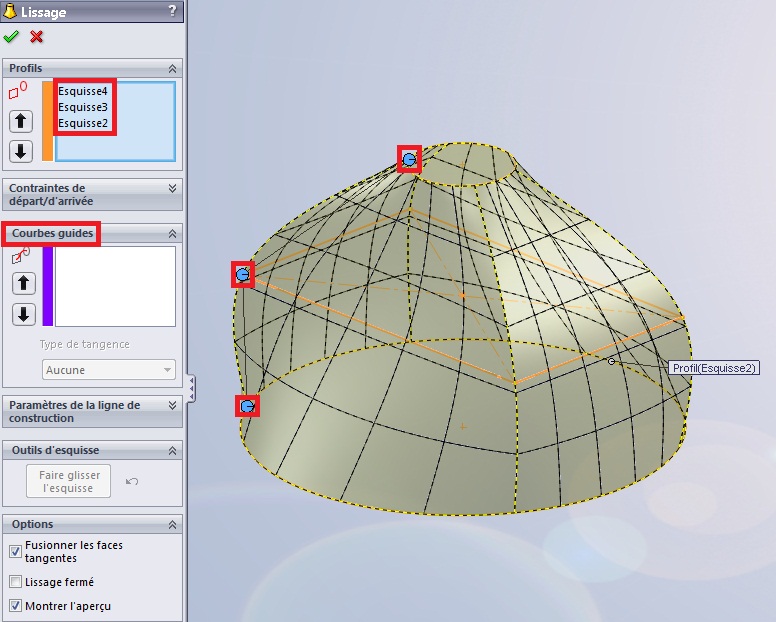 Lissage
?
Profils
Esquisse4
Esquisse3
Esquisse2
Contraintes de
départ/d'arrivée
Courbes guides
Type de tangence
Aucune
Paramètres de la ligne de
construction
Outils d'esquisse
Faire glisser
l'esquisse
Options
Fusionner les faces
tangentes
Lissage fermé
Montrer l'aperçu
Profil(Esquisse2)